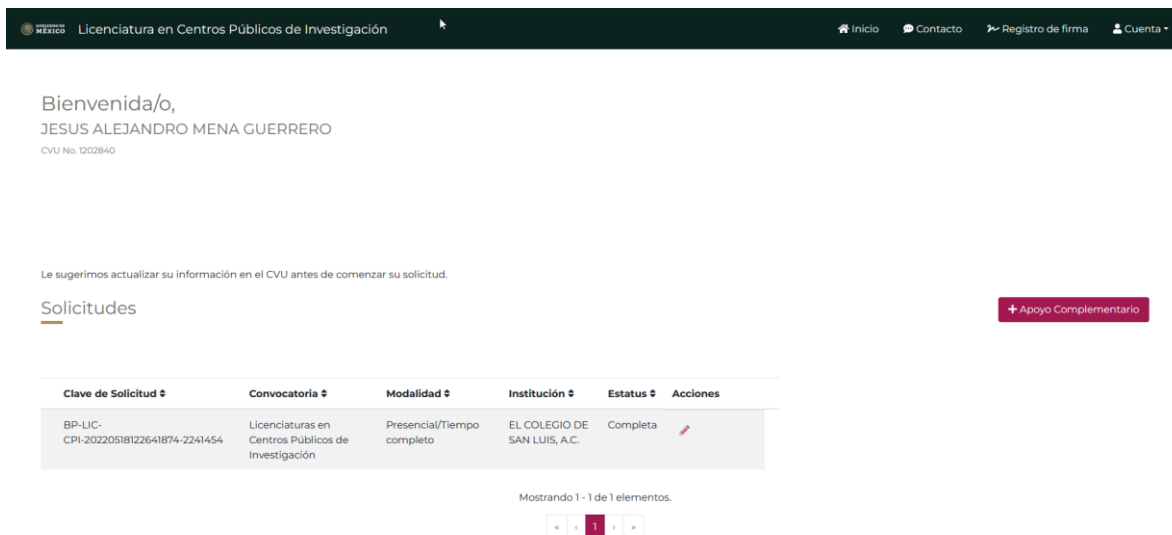 GOBIERNO DE MÉXICO Licenciatura en Centros Públicos de Investigación Inicio Contacto Registro de firma Cuenta
Bienvenida/o,
JESUS ALEJANDRO MENA GUERRERO
CVU No. 1202840
Le sugerimos actualizar su información en el CVU antes de comenzar su solicitud.
Solicitudes
+ Apoyo Complementario
Clave de Solicitud Convocatoria Modalidad Institución Estatus Acciones
BP-LIC- Licenciaturas en Presencial/Tiempo EL COLEGIO DE Completa
CPI-20220518122641874-2241454 Centros Públicos de completo SAN LUIS, A.C.
Investigación
Mostrando 1 - 1 de 1 elementos.
« ‹ 1 › »